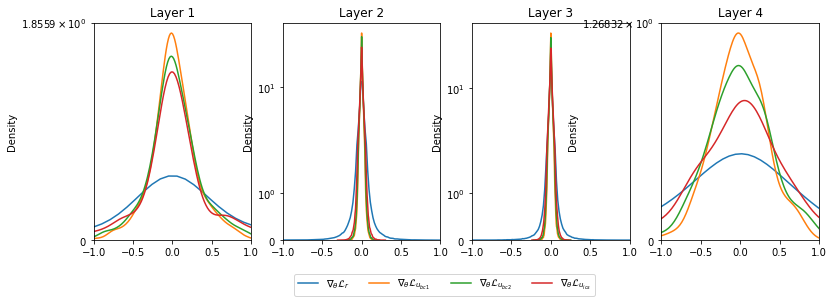 Layer 1
Layer 2
Layer 3
Layer 4
1.8559 × 10⁰
10¹
10⁰
0
10¹
10⁰
0
1.26832 × 10⁰
0
0
Density
Density
Density
Density
−1.0 −0.5 0.0 0.5 1.0
−1.0 −0.5 0.0 0.5 1.0
−1.0 −0.5 0.0 0.5 1.0
−1.0 −0.5 0.0 0.5 1.0
∇θℒr ∇θℒu_bc1 ∇θℒu_bc2 ∇θℒu_ics